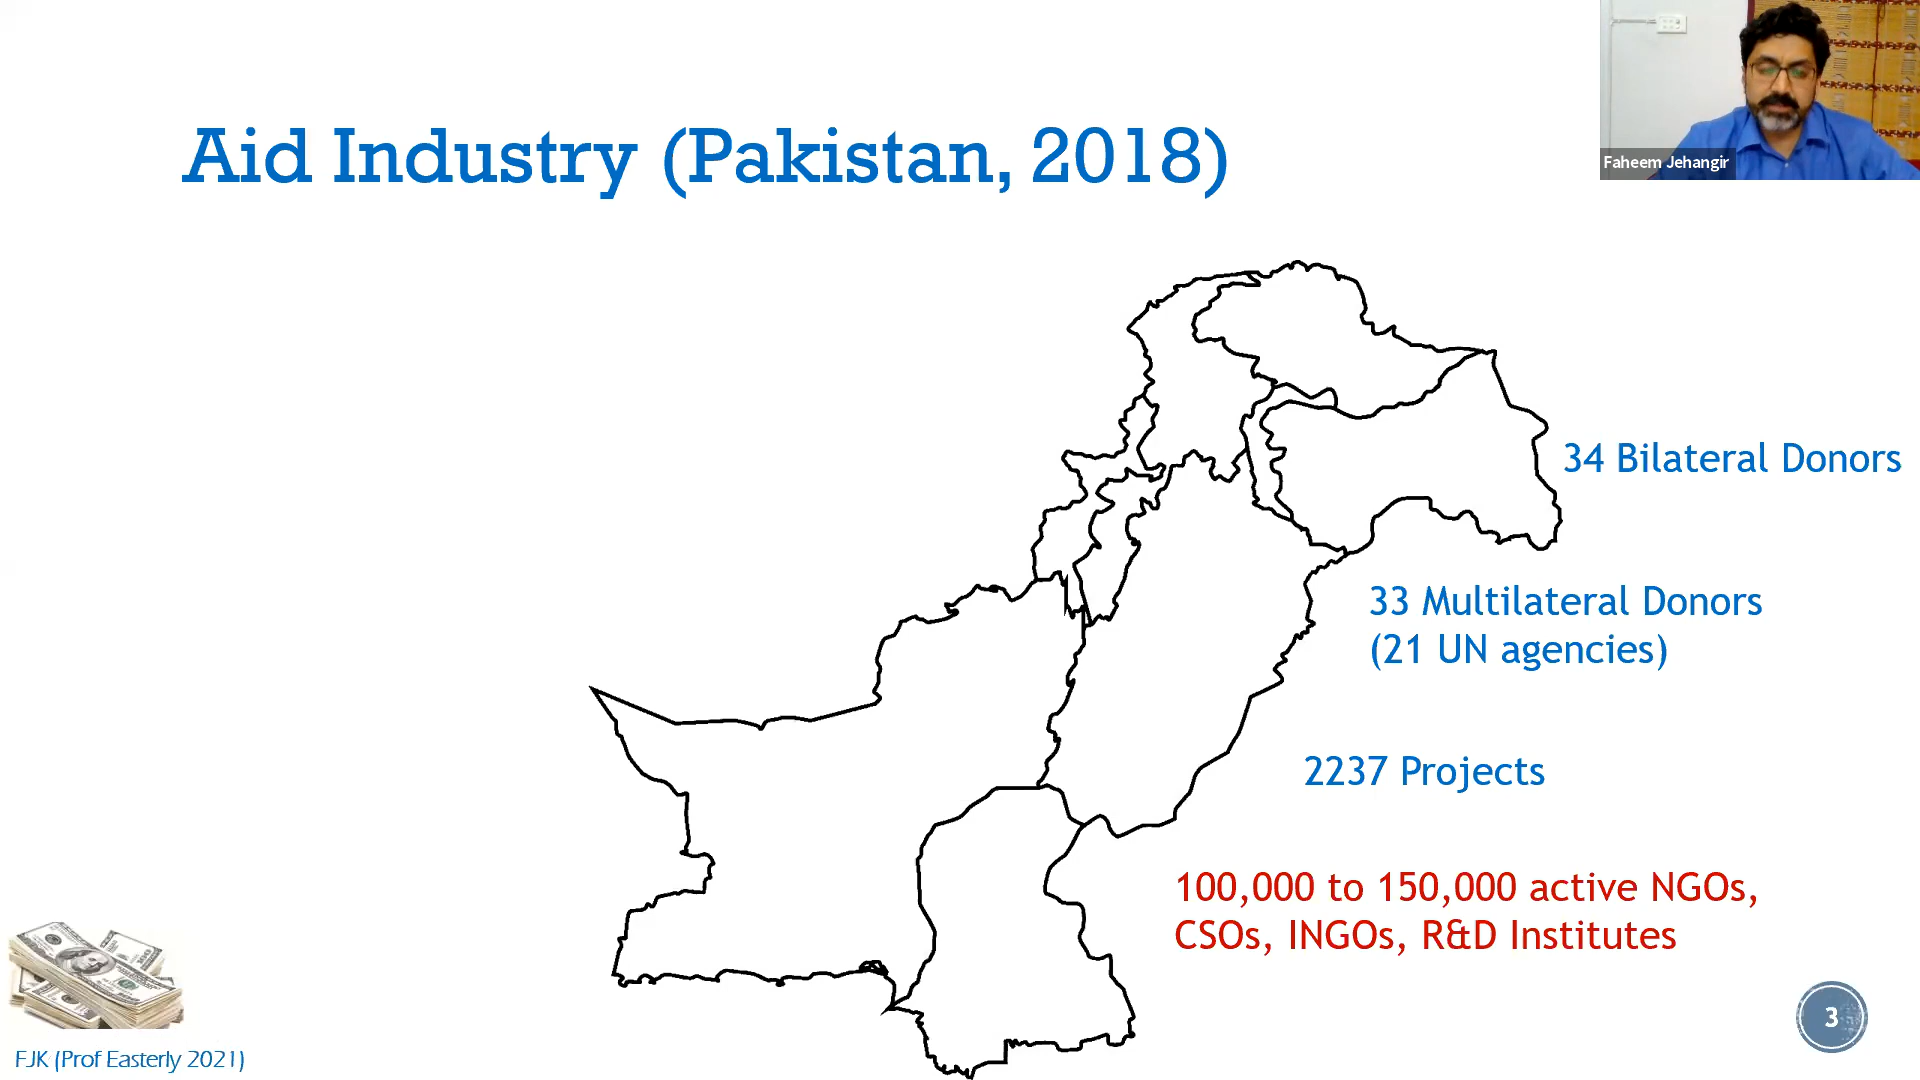 Aid Industry (Pakistan, 2018)
Faheem Jehangir
34 Bilateral Donors
33 Multilateral Donors
(21 UN agencies)
2237 Projects
100,000 to 150,000 active NGOs,
CSOs, INGOs, R&D Institutes
FJK (Prof Easterly 2021)
3